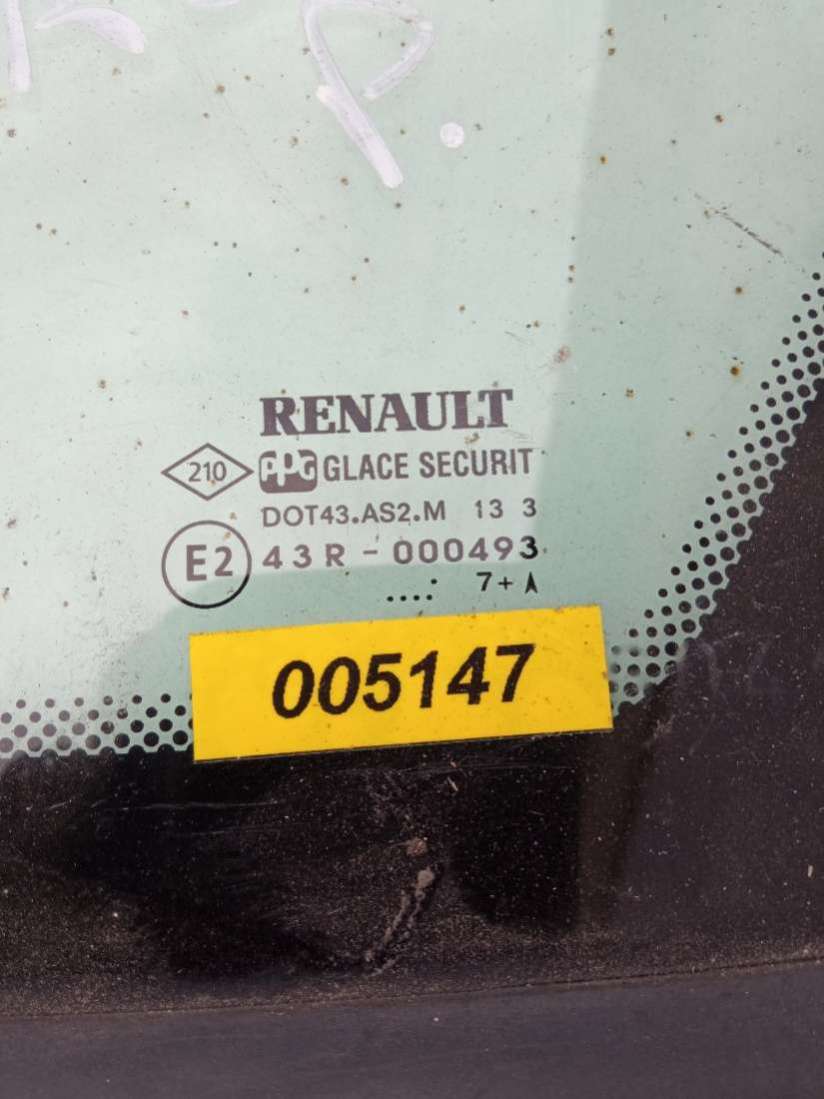 P.
RENAULT
210 PPG GLACE SECURIT
DOT43.AS2.M 13 3
E2 43R-000493
....· 7+
005147